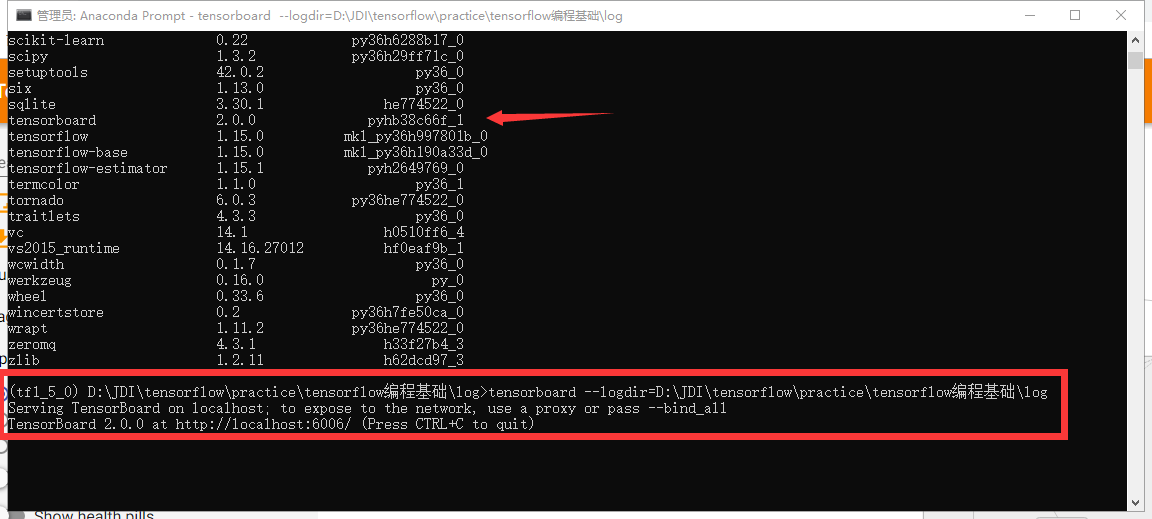 管理员: Anaconda Prompt - tensorboard --logdir=D:\JDI\tensorflow\practice\tensorflow编程基础\log
scikit-learn 0.22 py36h6288b17_0
scipy 1.3.2 py36h29ff71c_0
setuptools 42.0.2 py36_0
six 1.13.0 py36_0
sqlite 3.30.1 he774522_0
tensorboard 2.0.0 pyhb38c66f_1
tensorflow 1.15.0 mkl_py36h997801b_0
tensorflow-base 1.15.0 mkl_py36h190a33d_0
tensorflow-estimator 1.15.1 pyh2649769_0
termcolor 1.1.0 py36_1
tornado 6.0.3 py36he774522_0
traitlets 4.3.3 py36_0
vc 14.1 h0510ff6_4
vs2015_runtime 14.16.27012 hf0eaf9b_1
wcwidth 0.1.7 py36_0
werkzeug 0.16.0 py_0
wheel 0.33.6 py36_0
wincertstore 0.2 py36h7fe50ca_0
wrapt 1.11.2 py36he774522_0
zeromq 4.3.1 h33f27b4_3
zlib 1.2.11 h62dcd97_3
(tf1_5_0) D:\JDI\tensorflow\practice\tensorflow编程基础\log>tensorboard --logdir=D:\JDI\tensorflow\practice\tensorflow编程基础\log
Serving TensorBoard on localhost; to expose to the network, use a proxy or pass --bind_all
TensorBoard 2.0.0 at http://localhost:6006/ (Press CTRL+C to quit)
Show health pills